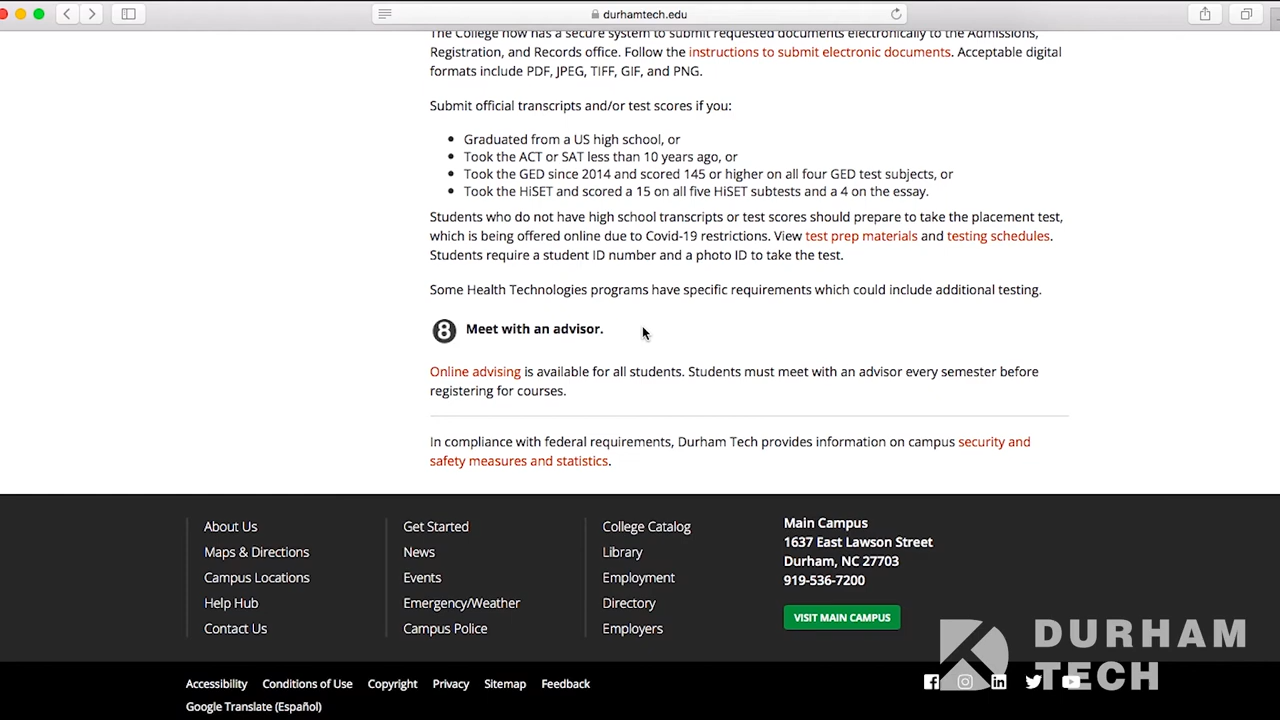 durhamtech.edu
The College now has a secure system to submit requested documents electronically to the Admissions,
Registration, and Records office. Follow the instructions to submit electronic documents. Acceptable digital
formats include PDF, JPEG, TIFF, GIF, and PNG.
Submit official transcripts and/or test scores if you:
• Graduated from a US high school, or
• Took the ACT or SAT less than 10 years ago, or
• Took the GED since 2014 and scored 145 or higher on all four GED test subjects, or
• Took the HiSET and scored a 15 on all five HiSET subtests and a 4 on the essay.
Students who do not have high school transcripts or test scores should prepare to take the placement test,
which is being offered online due to Covid-19 restrictions. View test prep materials and testing schedules.
Students require a student ID number and a photo ID to take the test.
Some Health Technologies programs have specific requirements which could include additional testing.
8 Meet with an advisor.
Online advising is available for all students. Students must meet with an advisor every semester before
registering for courses.
In compliance with federal requirements, Durham Tech provides information on campus security and
safety measures and statistics.
About Us
Maps & Directions
Campus Locations
Help Hub
Contact Us
Get Started
News
Events
Emergency/Weather
Campus Police
College Catalog
Library
Employment
Directory
Employers
Main Campus
1637 East Lawson Street
Durham, NC 27703
919-536-7200
VISIT MAIN CAMPUS
DURHAM
TECH
Accessibility Conditions of Use Copyright Privacy Sitemap Feedback
Google Translate (Español)